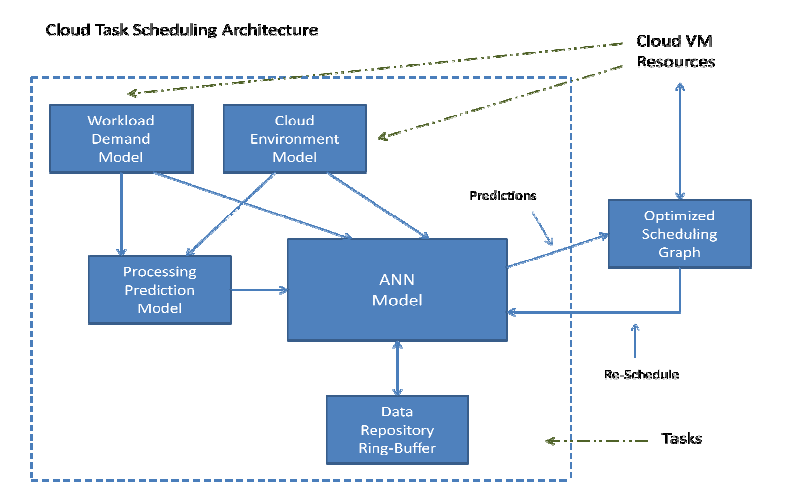 Cloud Task Scheduling Architecture
Cloud VM
Resources
Workload
Demand
Model
Cloud
Environment
Model
Predictions
Optimized
Scheduling
Graph
Processing
Prediction
Model
ANN
Model
Re-Schedule
Data
Repository
Ring-Buffer
Tasks